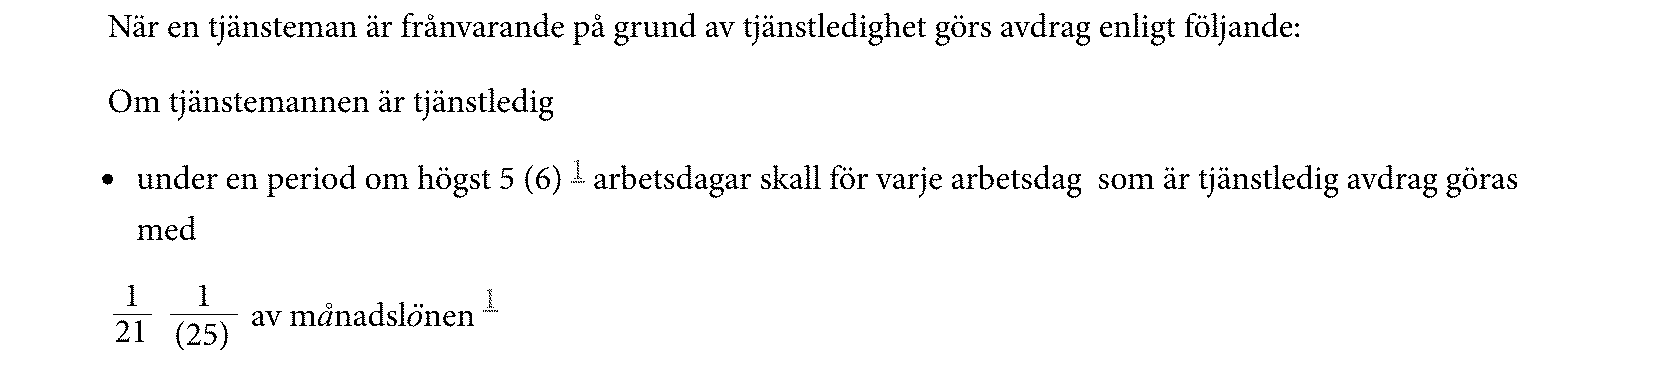 När en tjänsteman är frånvarande på grund av tjänstledighet görs avdrag enligt följande:
Om tjänstemannen är tjänstledig
• under en period om högst 5 (6) 1 arbetsdagar skall för varje arbetsdag som är tjänstledig avdrag göras
med
1/21 1/(25) av månadslönen 1